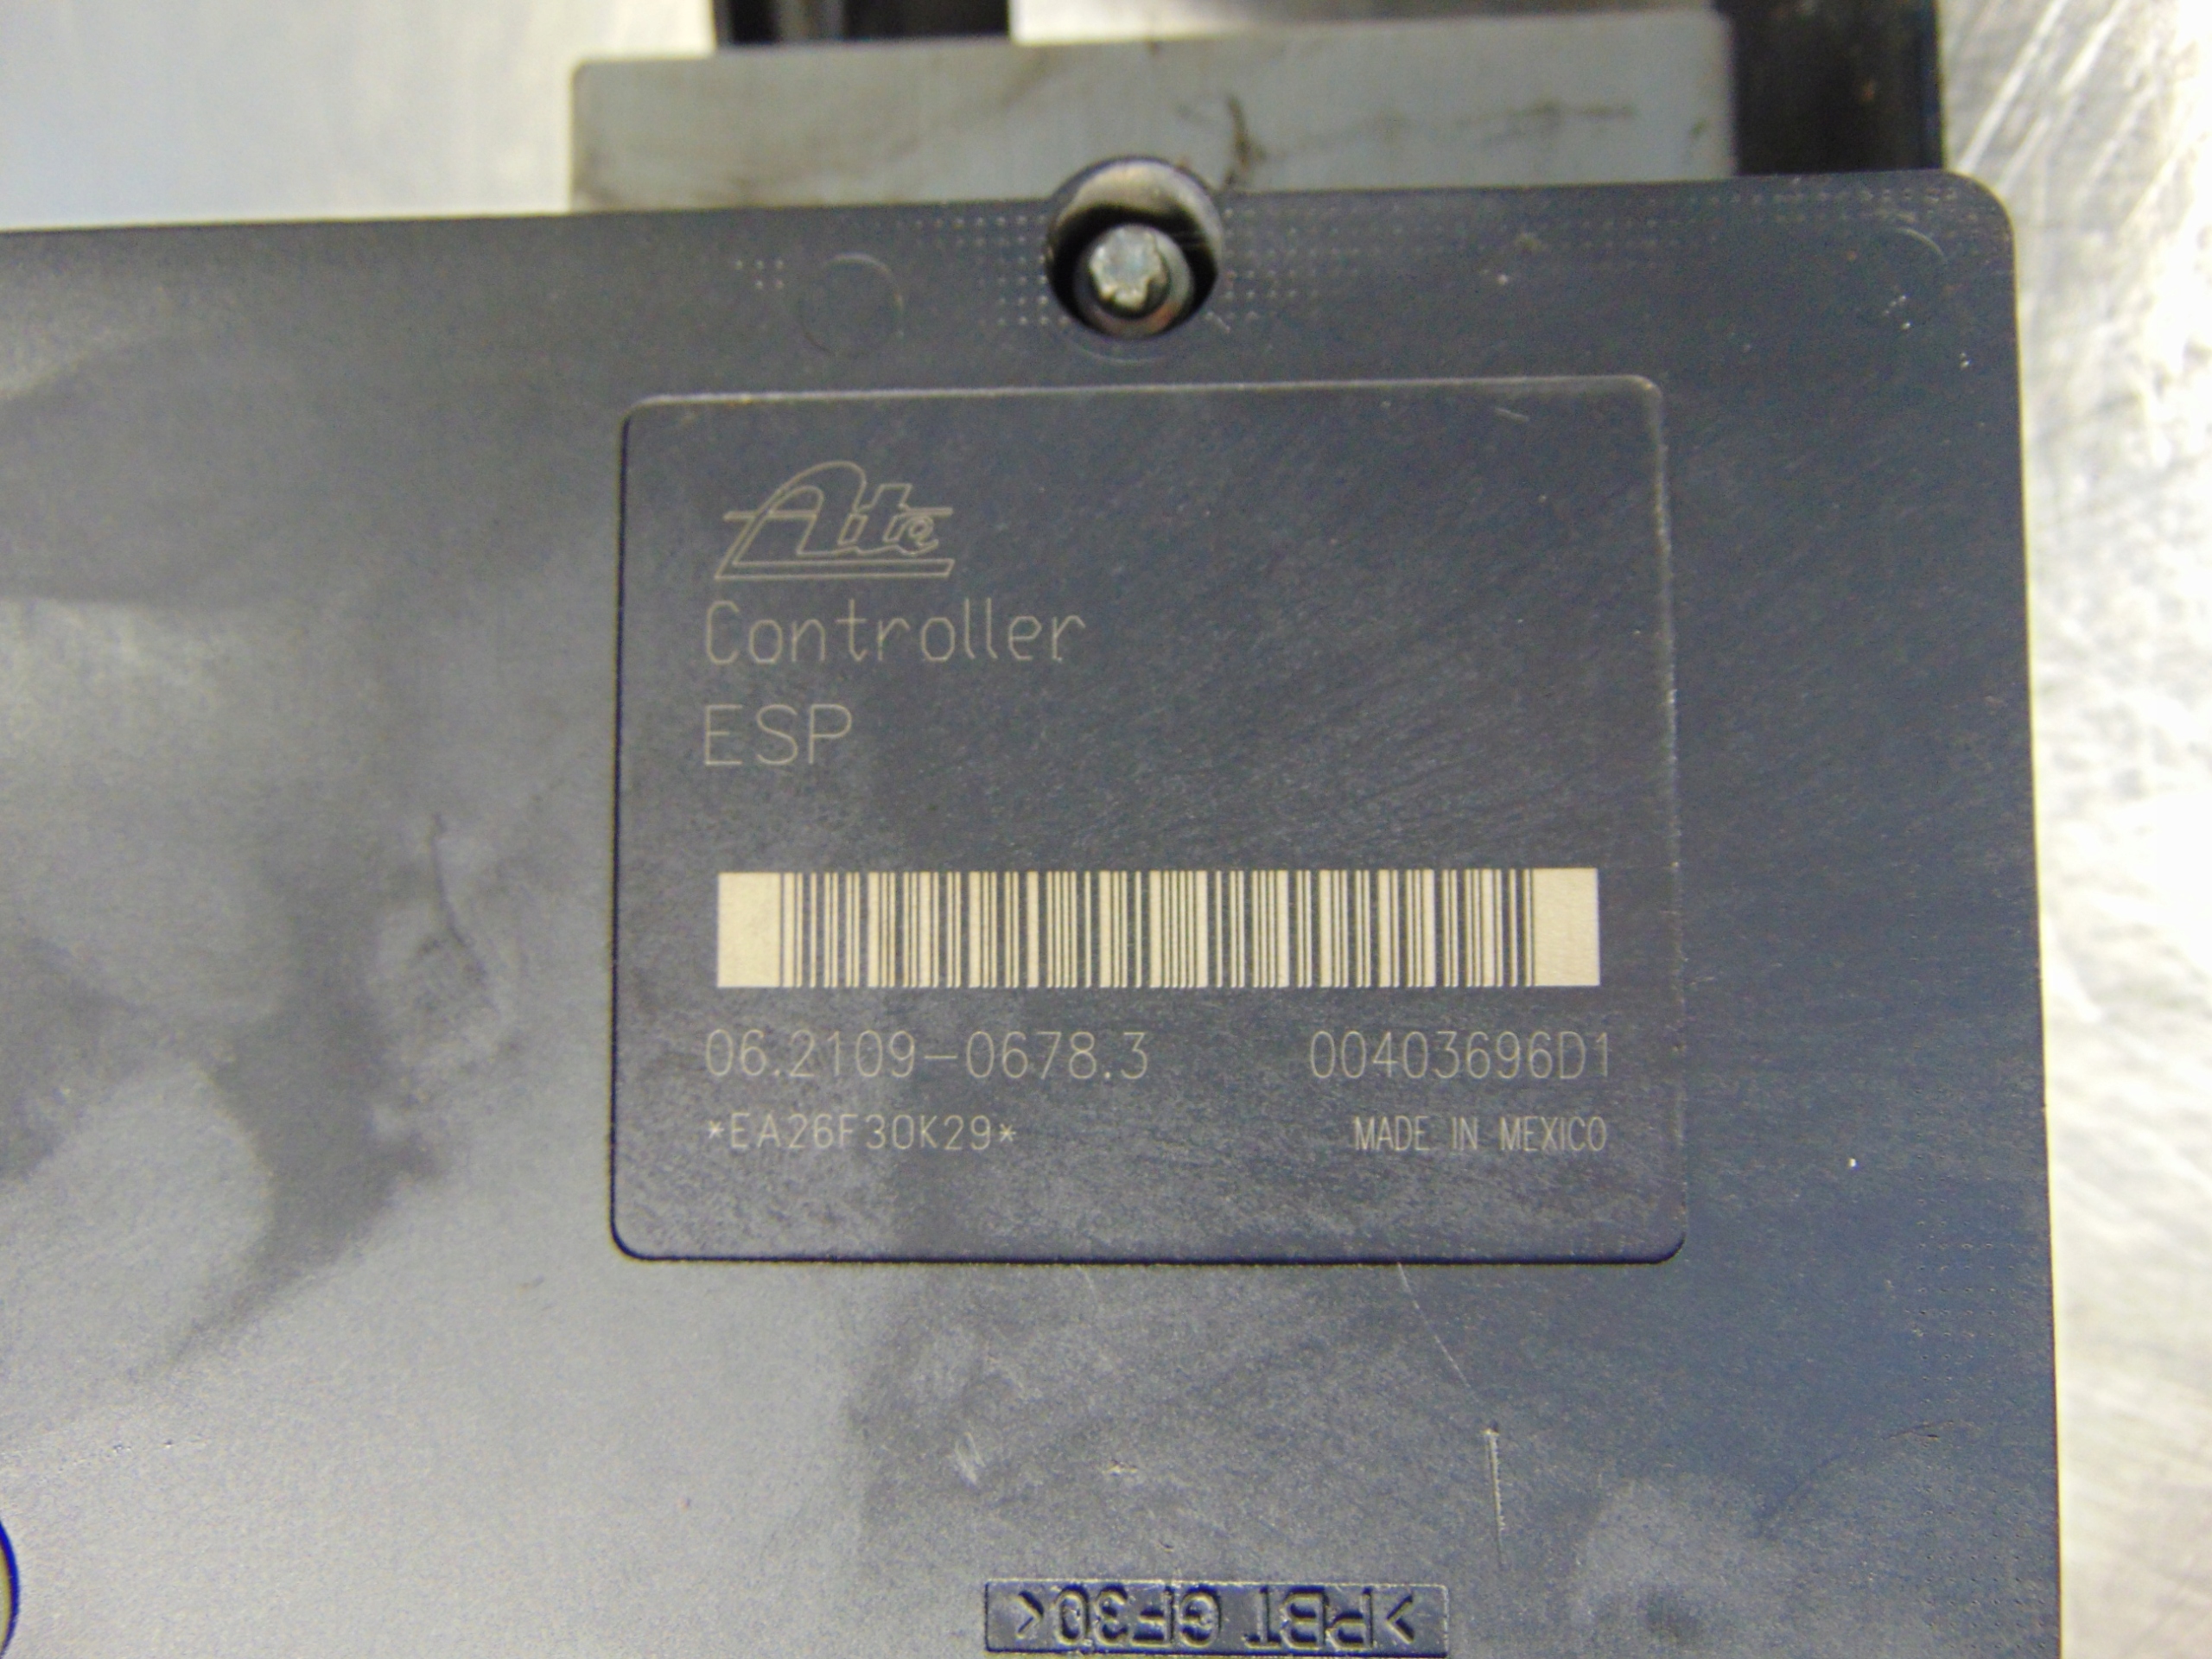 Ate
Controller
ESP
06.2109-0678.3 00403696D1
*EA26F30K29* MADE IN MEXICO
>PBT GF30<